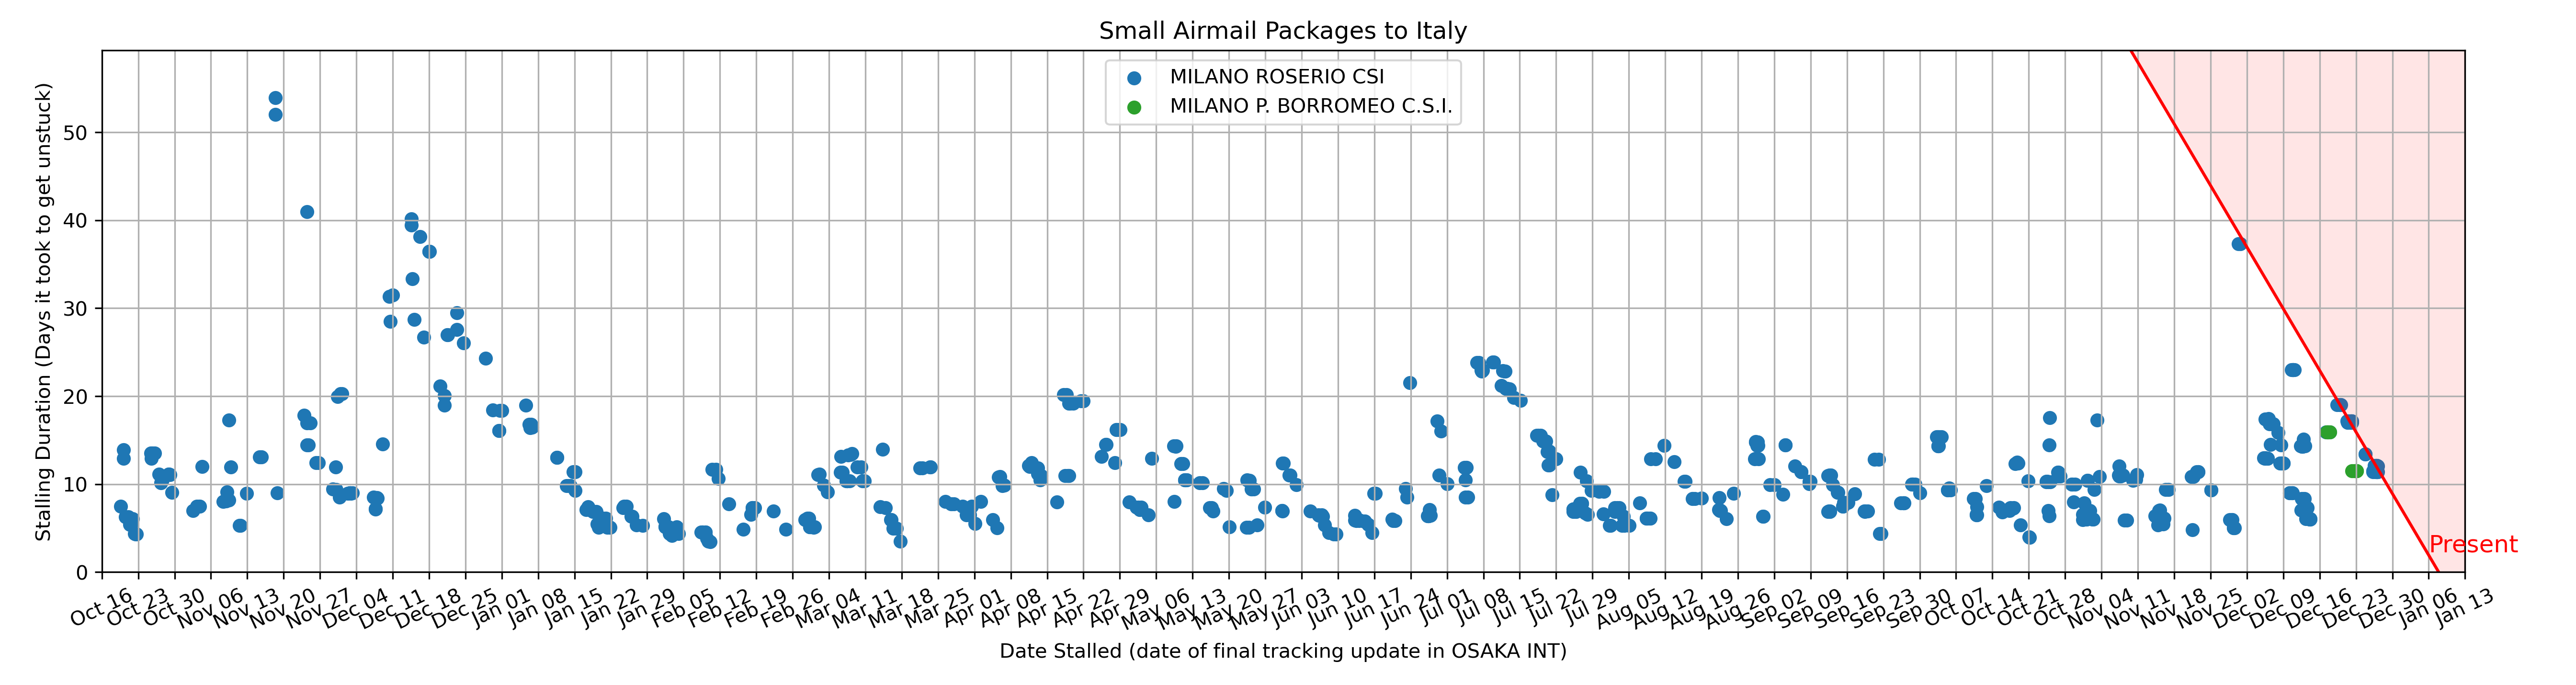 Small Airmail Packages to Italy
MILANO ROSERIO CSI
MILANO P. BORROMEO C.S.I.
Stalling Duration (Days it took to get unstuck)
50
40
30
20
10
0
Present
Oct 16 Oct 23 Oct 30 Nov 06 Nov 13 Nov 20 Nov 27 Dec 04 Dec 11 Dec 18 Dec 25 Jan 01 Jan 08 Jan 15 Jan 22 Jan 29 Feb 05 Feb 12 Feb 19 Feb 26 Mar 04 Mar 11 Mar 18 Mar 25 Apr 01 Apr 08 Apr 15 Apr 22 Apr 29 May 06 May 13 May 20 May 27 Jun 03 Jun 10 Jun 17 Jun 24 Jul 01 Jul 08 Jul 15 Jul 22 Jul 29 Aug 05 Aug 12 Aug 19 Aug 26 Sep 02 Sep 09 Sep 16 Sep 23 Sep 30 Oct 07 Oct 14 Oct 21 Oct 28 Nov 04 Nov 11 Nov 18 Nov 25 Dec 02 Dec 09 Dec 16 Dec 23 Dec 30 Jan 06 Jan 13
Date Stalled (date of final tracking update in OSAKA INT)